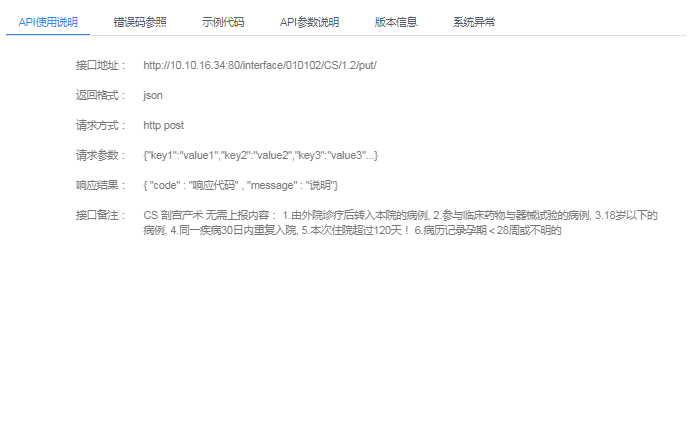 API使用说明 错误码参照 示例代码 API参数说明 版本信息 系统异常
接口地址： http://10.10.16.34:80/interface/010102/CS/1.2/put/
返回格式： json
请求方式： http post
请求参数： {"key1":"value1","key2":"value2","key3":"value3"...}
响应结果： { "code" : "响应代码" , "message" : "说明"}
接口备注： CS 剖宫产术 无需上报内容： 1.由外院诊疗后转入本院的病例, 2.参与临床药物与器械试验的病例, 3.18岁以下的
病例, 4.同一疾病30日内重复入院, 5.本次住院超过120天！ 6.病历记录孕期＜28周或不明的